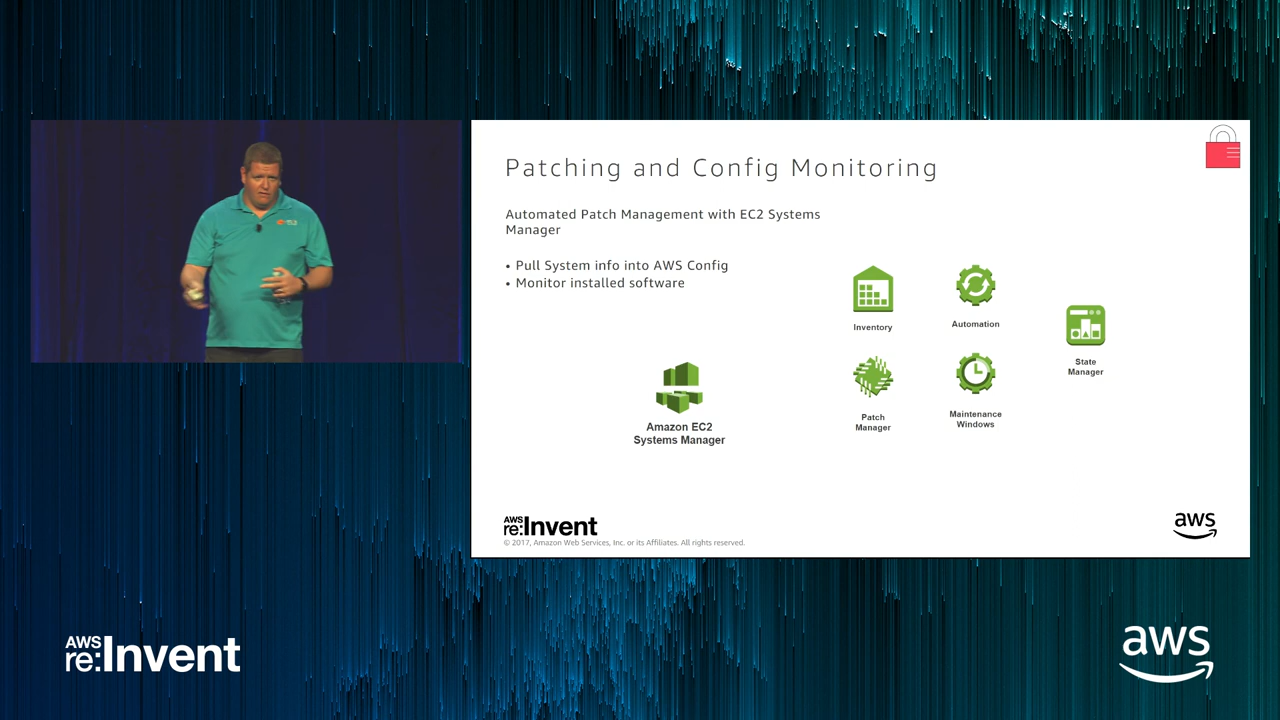 Patching and Config Monitoring
Automated Patch Management with EC2 Systems
Manager
• Pull System info into AWS Config
• Monitor installed software
Inventory
Automation
State
Manager
Patch
Manager
Maintenance
Windows
Amazon EC2
Systems Manager
AWS
re:Invent
© 2017, Amazon Web Services, Inc. or its Affiliates. All rights reserved.
aws
AWS
re:Invent
aws